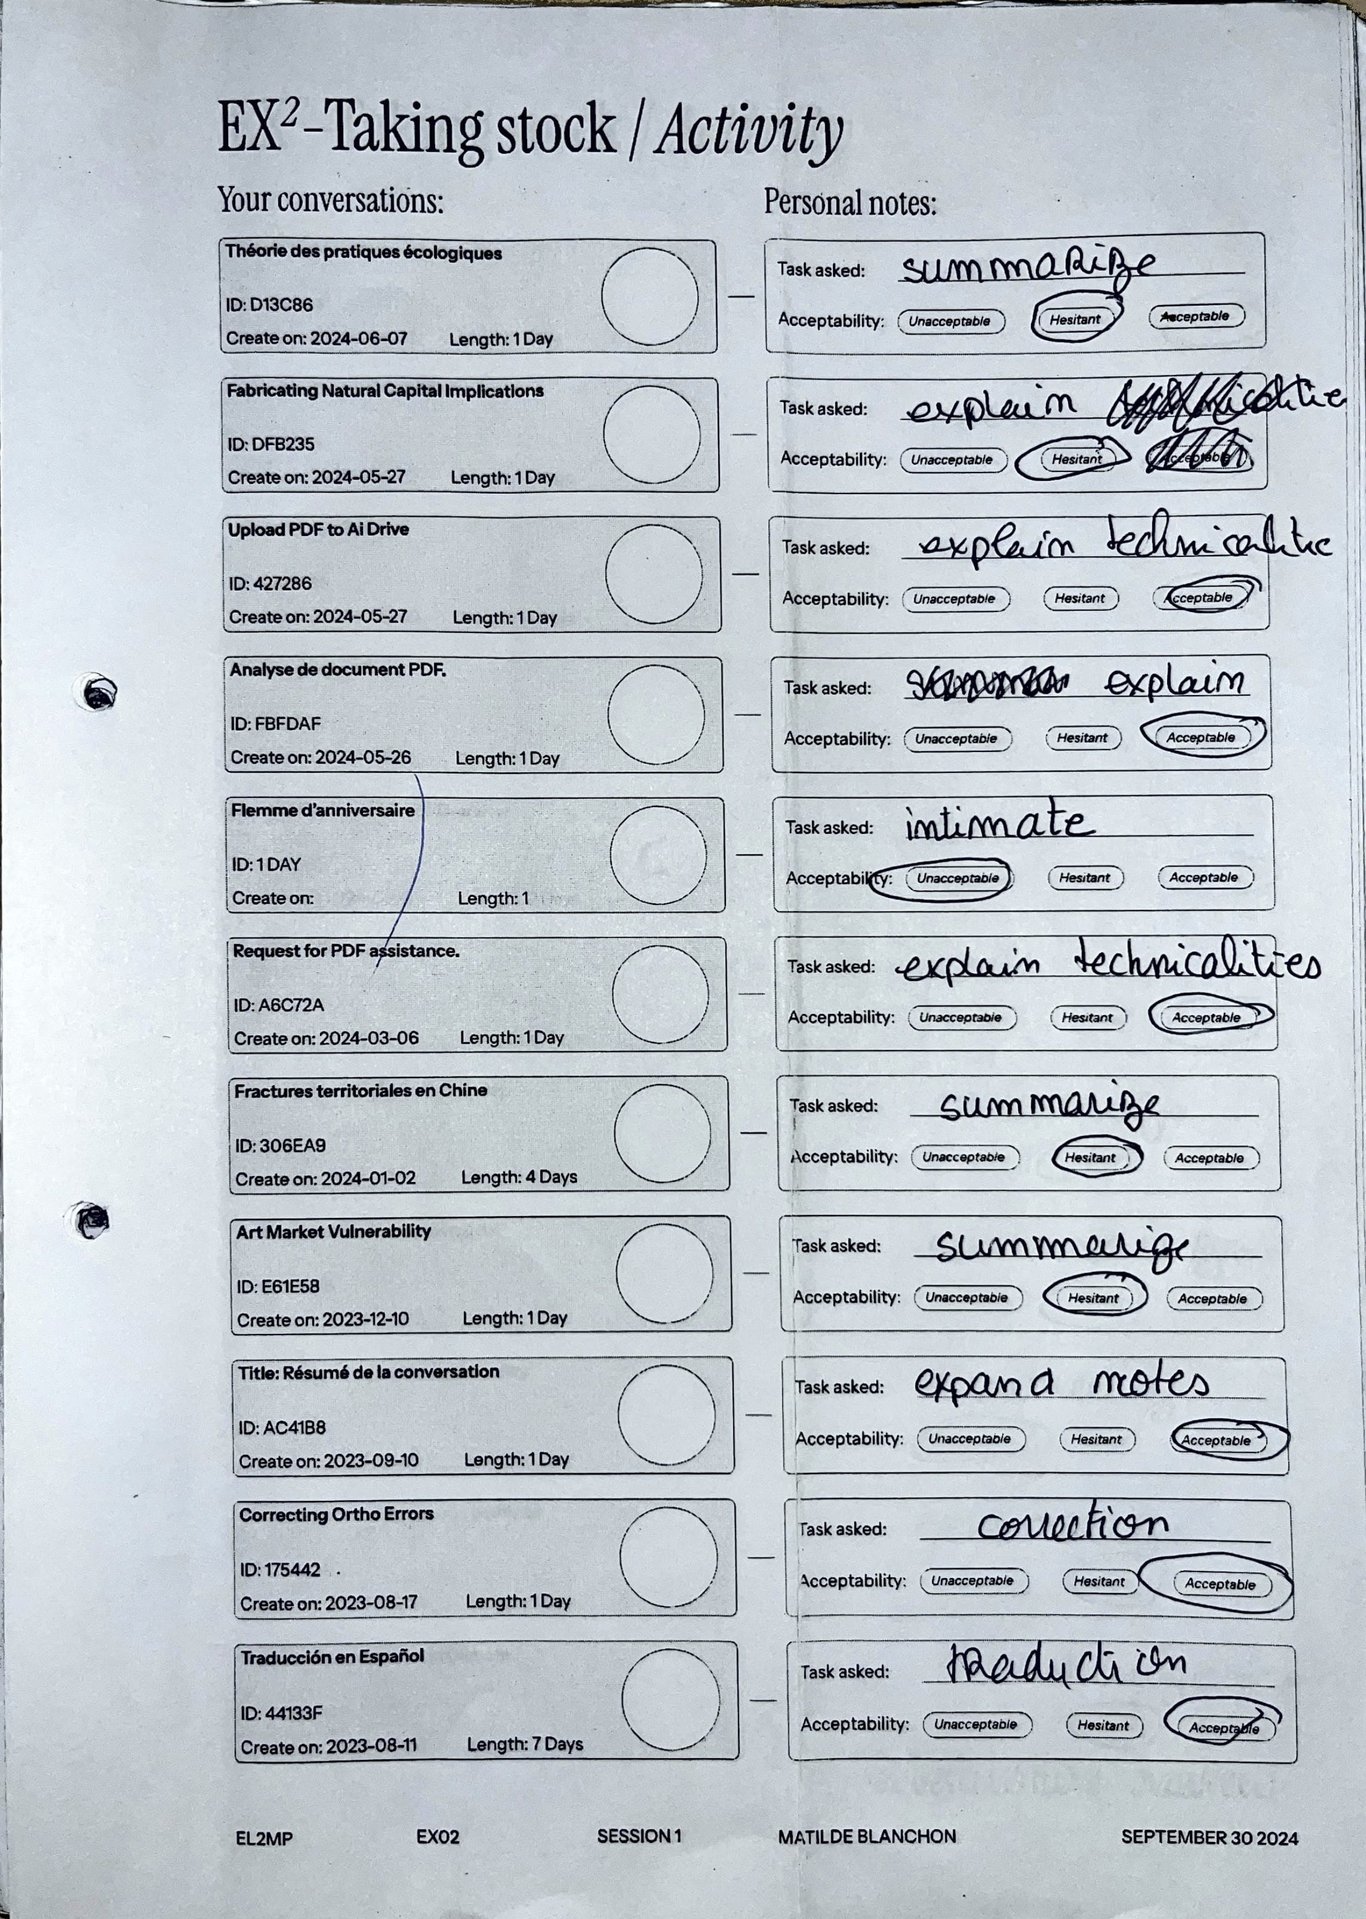 EX²-Taking stock / Activity
Your conversations:
Personal notes:
Théorie des pratiques écologiques
ID: D13C86
Create on: 2024-06-07 Length: 1 Day
Task asked: summarize
Acceptability: Unacceptable Hesitant Acceptable
Fabricating Natural Capital Implications
ID: DFB235
Create on: 2024-05-27 Length: 1 Day
Task asked: explain
Acceptability: Unacceptable Hesitant Acceptable
Upload PDF to Ai Drive
ID: 427286
Create on: 2024-05-27 Length: 1 Day
Task asked: explain technicalitie
Acceptability: Unacceptable Hesitant Acceptable
Analyse de document PDF.
ID: FBFDAF
Create on: 2024-05-26 Length: 1 Day
Task asked: explain
Acceptability: Unacceptable Hesitant Acceptable
Flemme d'anniversaire
ID: 1 DAY
Create on: Length: 1
Task asked: intimate
Acceptability: Unacceptable Hesitant Acceptable
Request for PDF assistance.
ID: A6C72A
Create on: 2024-03-06 Length: 1 Day
Task asked: explain technicalities
Acceptability: Unacceptable Hesitant Acceptable
Fractures territoriales en Chine
ID: 306EA9
Create on: 2024-01-02 Length: 4 Days
Task asked: summarize
Acceptability: Unacceptable Hesitant Acceptable
Art Market Vulnerability
ID: E61E58
Create on: 2023-12-10 Length: 1 Day
Task asked: summarize
Acceptability: Unacceptable Hesitant Acceptable
Title: Résumé de la conversation
ID: AC41B8
Create on: 2023-09-10 Length: 1 Day
Task asked: expand notes
Acceptability: Unacceptable Hesitant Acceptable
Correcting Ortho Errors
ID: 175442
Create on: 2023-08-17 Length: 1 Day
Task asked: correction
Acceptability: Unacceptable Hesitant Acceptable
Traducción en Español
ID: 44133F
Create on: 2023-08-11 Length: 7 Days
Task asked: traduction
Acceptability: Unacceptable Hesitant Acceptable
EL2MP EX02 SESSION 1 MATILDE BLANCHON SEPTEMBER 30 2024